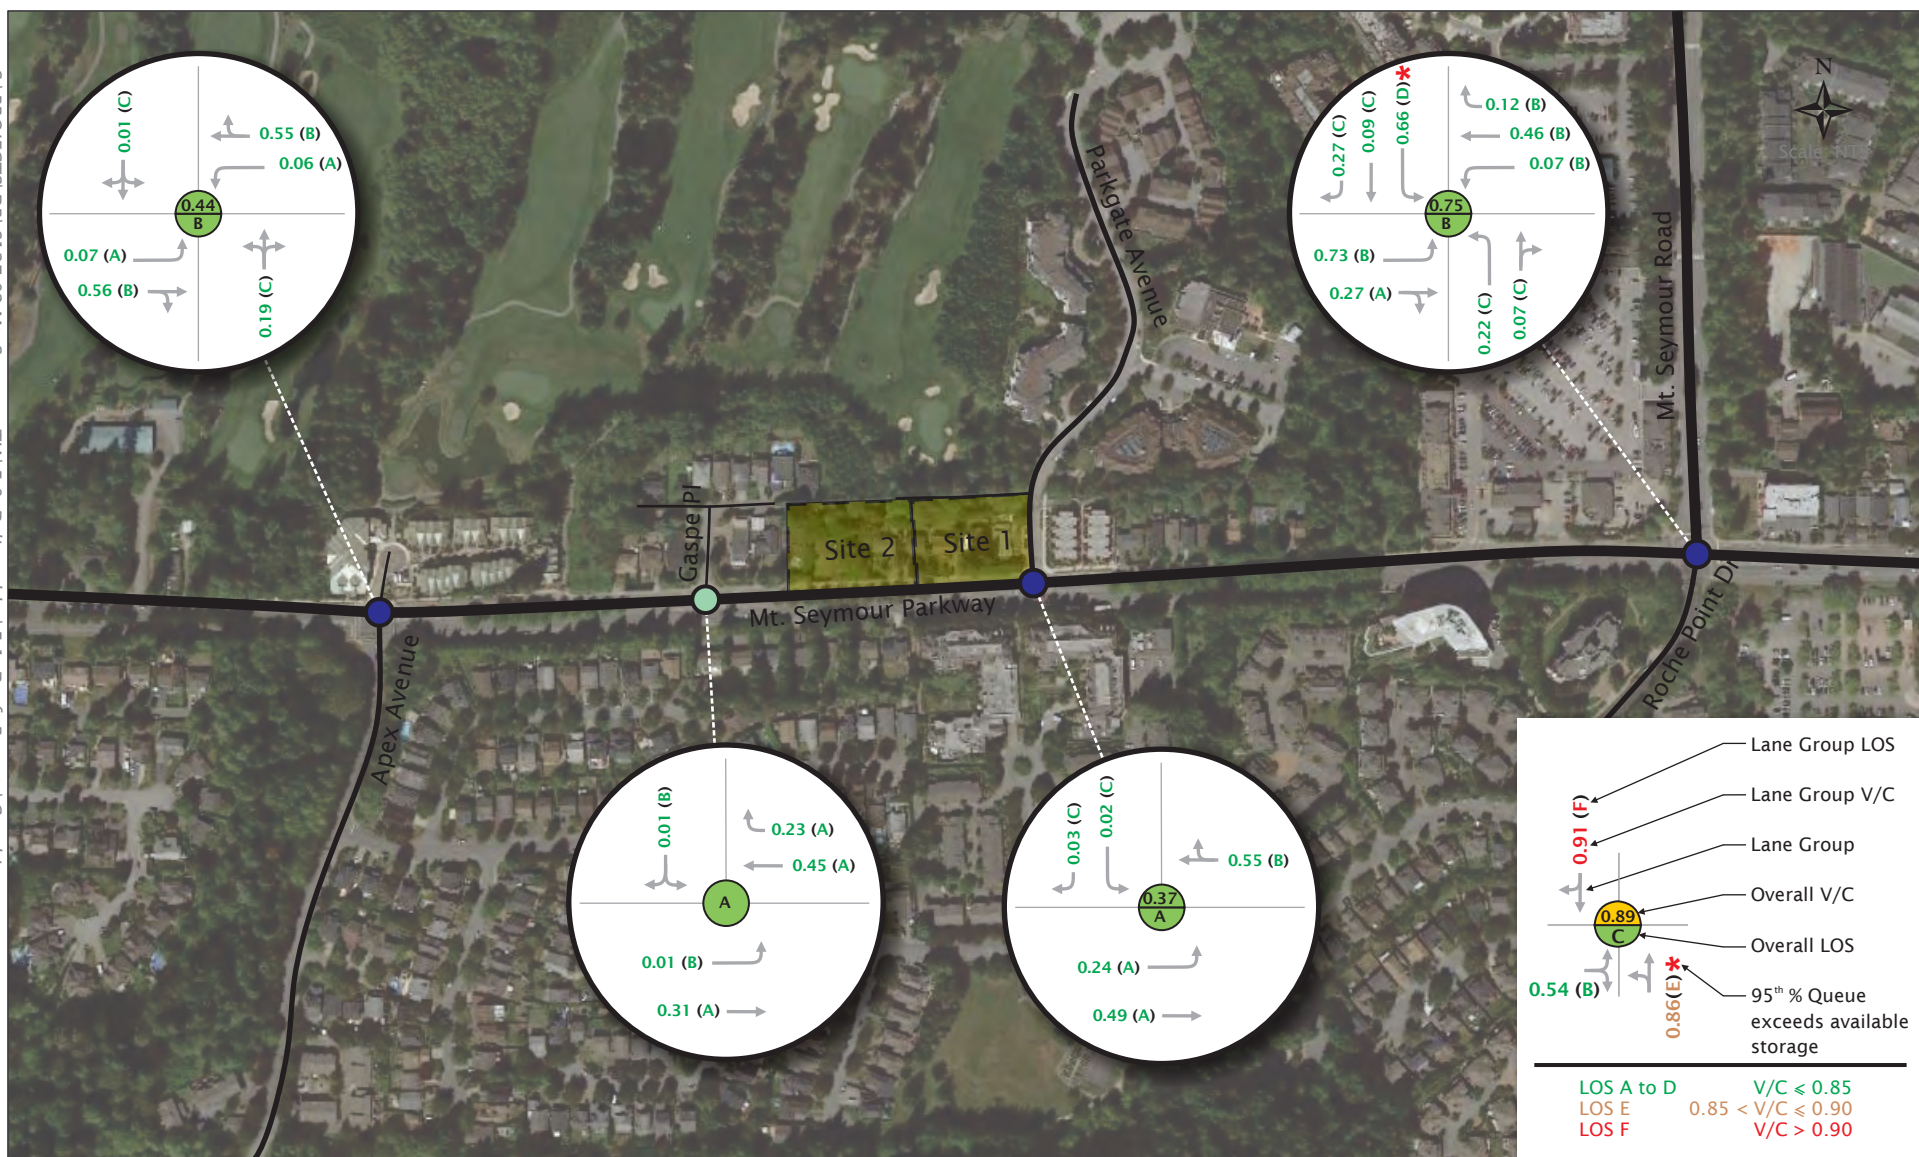 0.01 (C)
0.55 (B)
0.06 (A)
0.44
B
0.07 (A)
0.56 (B)
0.19 (C)
0.27 (C)
0.09 (C)
0.66 (D)*
0.12 (B)
0.46 (B)
0.07 (B)
0.75
B
0.73 (B)
0.27 (A)
0.22 (C)
0.07 (C)
N
Scale: NTS
Parkgate Avenue
Mt. Seymour Road
Gaspe Pl
Site 2
Site 1
Mt. Seymour Parkway
Apex Avenue
Roche Point Dr
0.01 (B)
0.23 (A)
0.45 (A)
A
0.01 (B)
0.31 (A)
0.03 (C)
0.02 (C)
0.55 (B)
0.37
A
0.24 (A)
0.49 (A)
Lane Group LOS
0.91 (F)
Lane Group V/C
Lane Group
Overall V/C
0.89
C
Overall LOS
0.54 (B)
0.86(E)*
95th % Queue
exceeds available
storage
LOS A to D V/C ⩽ 0.85
LOS E 0.85 < V/C ⩽ 0.90
LOS F V/C > 0.90